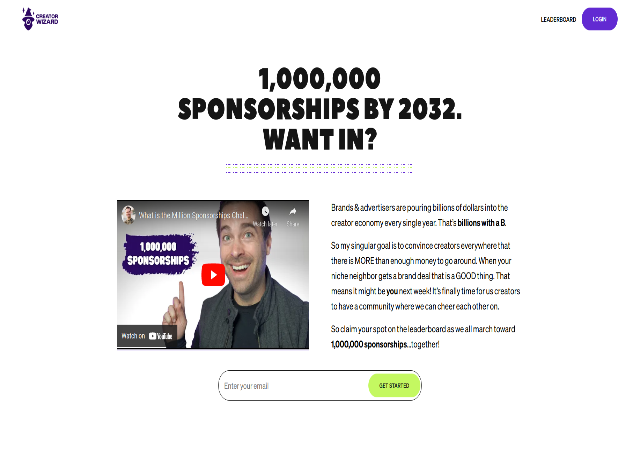 CREATOR
WIZARD
LEADERBOARD
LOGIN
1,000,000
SPONSORSHIPS BY 2032.
WANT IN?
What is the Million Sponsorships Chal...
Watch later
Share
1,000,000
SPONSORSHIPS
Watch on YouTube
Brands & advertisers are pouring billions of dollars into the
creator economy every single year. That's billions with a B.
So my singular goal is to convince creators everywhere that
there is MORE than enough money to go around. When your
niche neighbor gets a brand deal that is a GOOD thing. That
means it might be you next week! It's finally time for us creators
to have a community where we can cheer each other on.
So claim your spot on the leaderboard as we all march toward
1,000,000 sponsorships...together!
Enter your email
GET STARTED